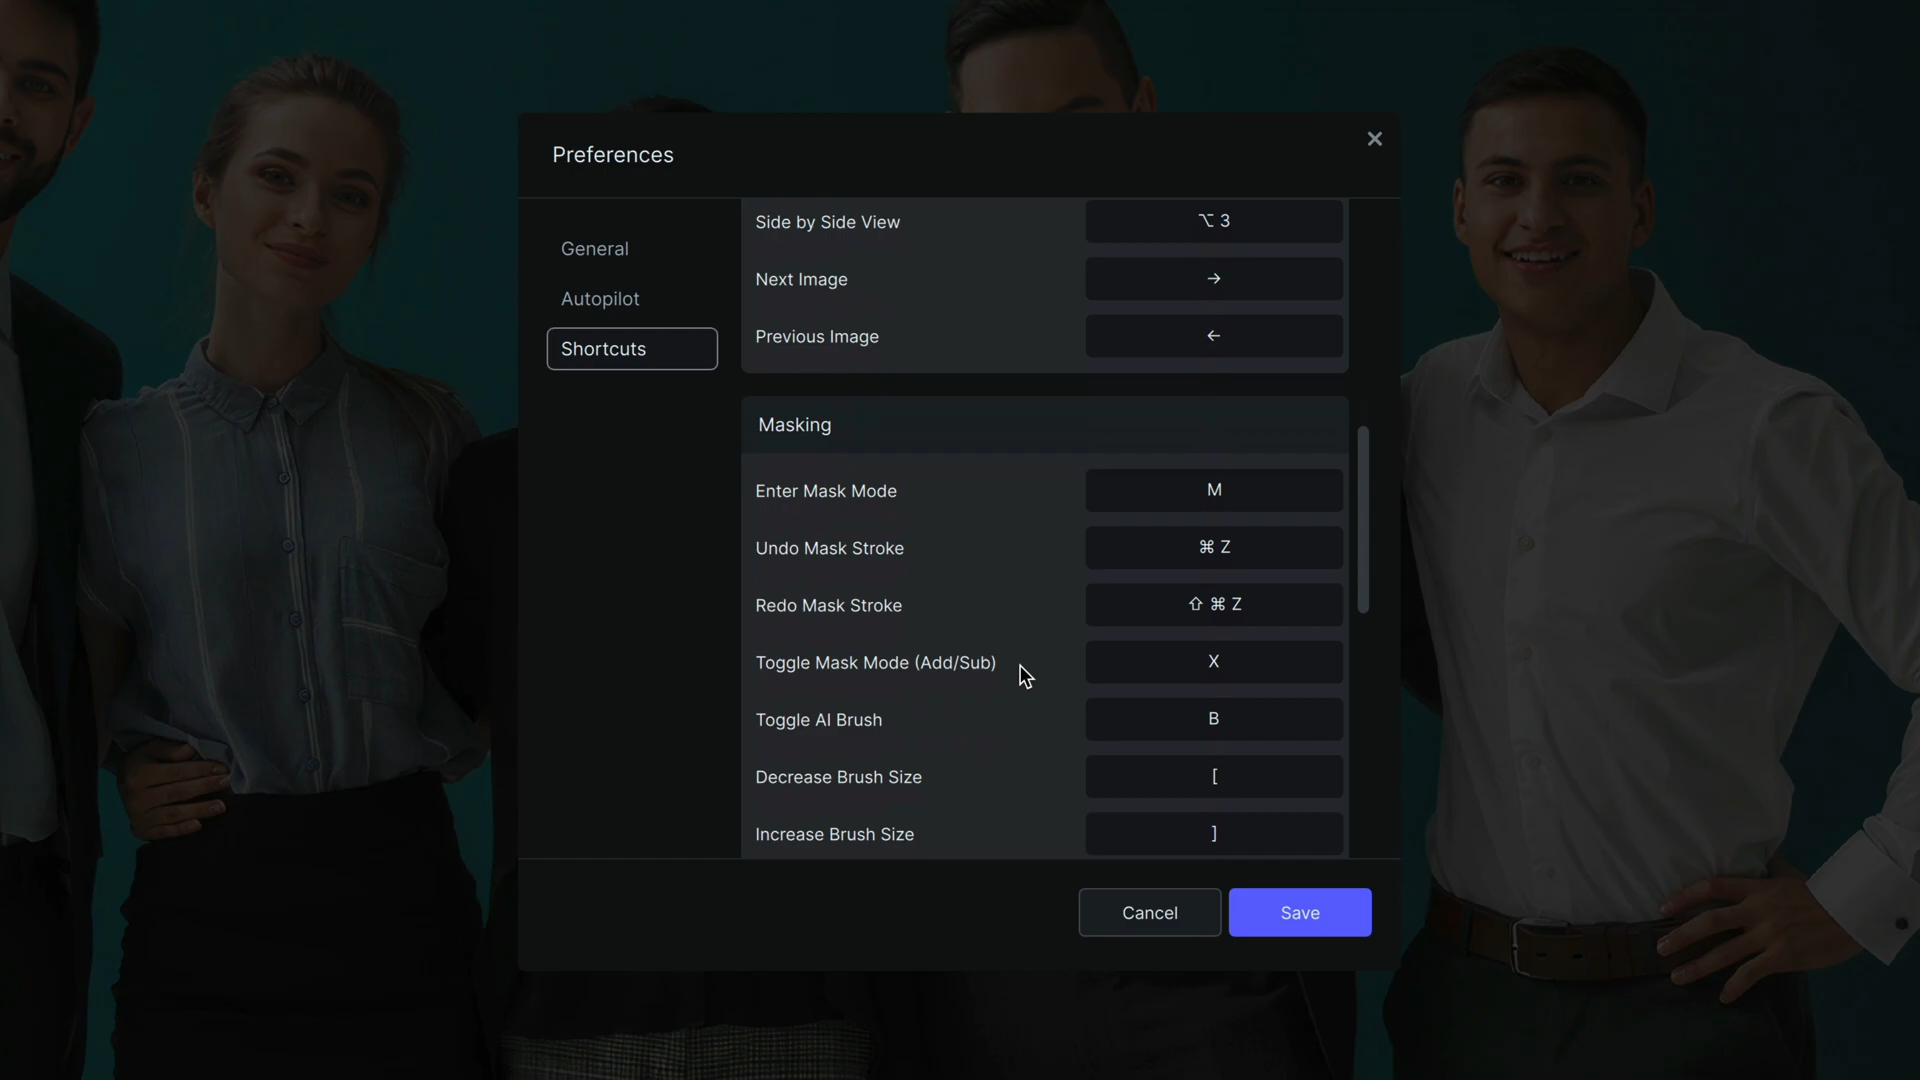 Preferences
General
Autopilot
Shortcuts
Side by Side View ⌥ 3
Next Image →
Previous Image ←
Masking
Enter Mask Mode M
Undo Mask Stroke ⌘ Z
Redo Mask Stroke ⇧ ⌘ Z
Toggle Mask Mode (Add/Sub) X
Toggle AI Brush B
Decrease Brush Size [
Increase Brush Size ]
Cancel Save